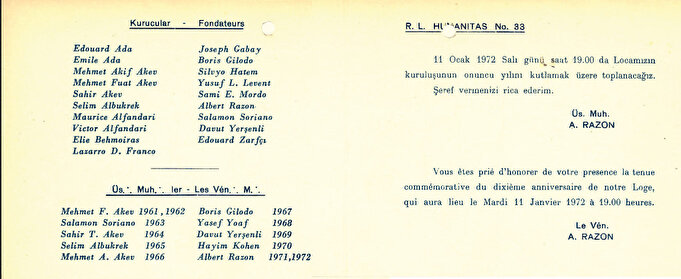 Kurucular - Fondateurs
Edouard Ada
Emile Ada
Mehmet Akif Akev
Mehmet Fuat Akev
Sahir Akev
Selim Albukrek
Maurice Alfandari
Victor Alfandari
Elie Behmoiras
Lazarro D. Franco
Joseph Gabay
Boris Gilodo
Silvyo Hatem
Yusuf L. Levent
Sami E. Mordo
Albert Razon
Salamon Soriano
Davut Yerşenli
Edouard Zarfçı
Üs∴ Muh∴ ler - Les Vén∴ M∴
Mehmet F. Akev 1961,1962
Salamon Soriano 1963
Sahir T. Akev 1964
Selim Albukrek 1965
Mehmet A. Akev 1966
Boris Gilodo 1967
Yasef Yoaf 1968
Davut Yerşenli 1969
Hayim Kohen 1970
Albert Razon 1971,1972
R. L. HUMANITAS No. 33
11 Ocak 1972 Salı günü saat 19.00 da Locamızın
kuruluşunun onuncu yılını kutlamak üzere toplanacağız.
Şeref vermenizi rica ederim.
Üs. Muh.
A. RAZON
Vous êtes prié d'honorer de votre presence la tenue
commémorative du dixième anniversaire de notre Loge,
qui aura lieu le Mardi 11 Janvier 1972 à 19.00 heures.
Le Vén.
A. RAZON